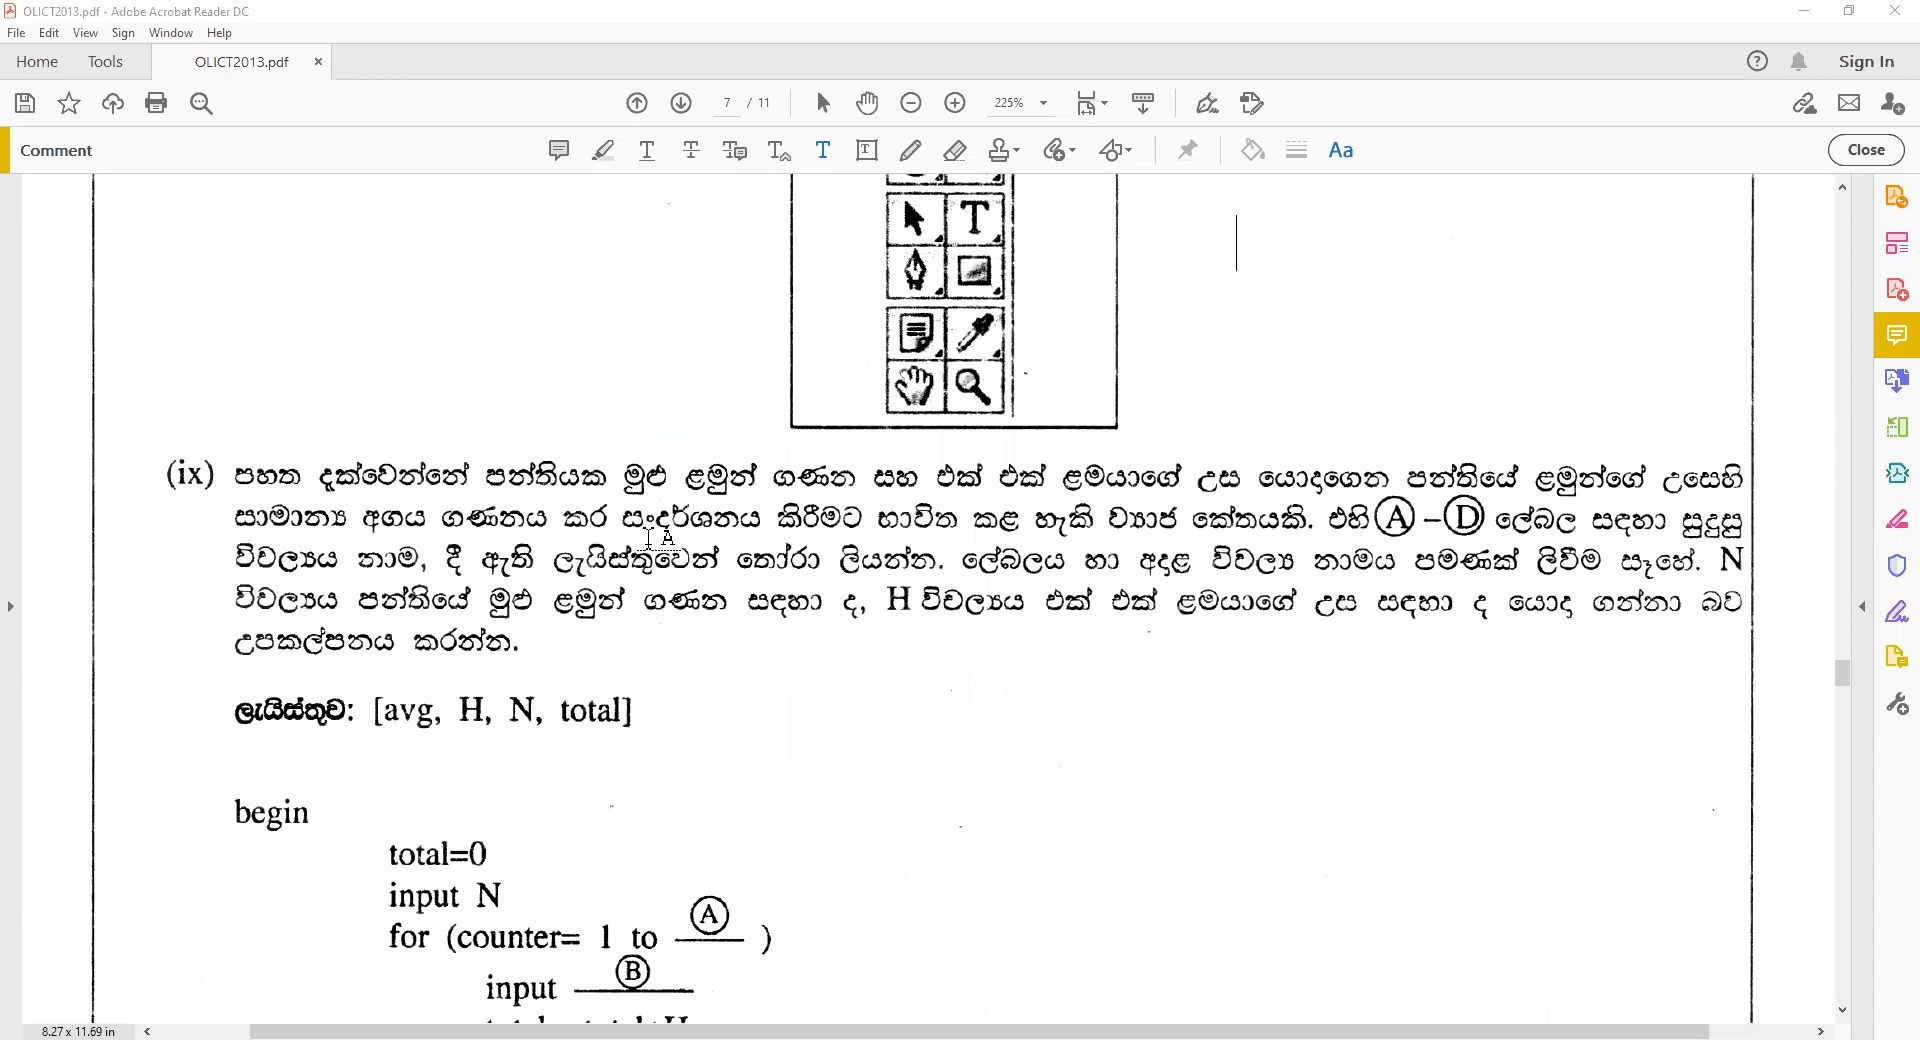 OLICT2013.pdf - Adobe Acrobat Reader DC
File Edit View Sign Window Help
Home Tools OLICT2013.pdf × Sign In
7 / 11 225%
Comment Close
T
(ix) පහත දැක්වෙන්නේ පන්තියක මුළු ළමුන් ගණන සහ එක් එක් ළමයාගේ උස යොදාගෙන පන්තියේ ළමුන්ගේ උසෙහි
සාමාන්‍ය අගය ගණනය කර සංදර්ශනය කිරීමට භාවිත කළ හැකි ව්‍යාජ කේතයකි. එහි Ⓐ – Ⓓ ලේබල සඳහා සුදුසු
විචල්‍යය නාම, දී ඇති ලැයිස්තුවෙන් තෝරා ලියන්න. ලේබලය හා අදාළ විචල්‍ය නාමය පමණක් ලිවීම සෑහේ. N
විචල්‍යය පන්තියේ මුළු ළමුන් ගණන සඳහා ද, H විචල්‍යය එක් එක් ළමයාගේ උස සඳහා ද යොදා ගන්නා බව
උපකල්පනය කරන්න.
ලැයිස්තුව: [avg, H, N, total]
begin
total=0
input N
for (counter= 1 to Ⓐ )
input Ⓑ
8.27 x 11.69 in